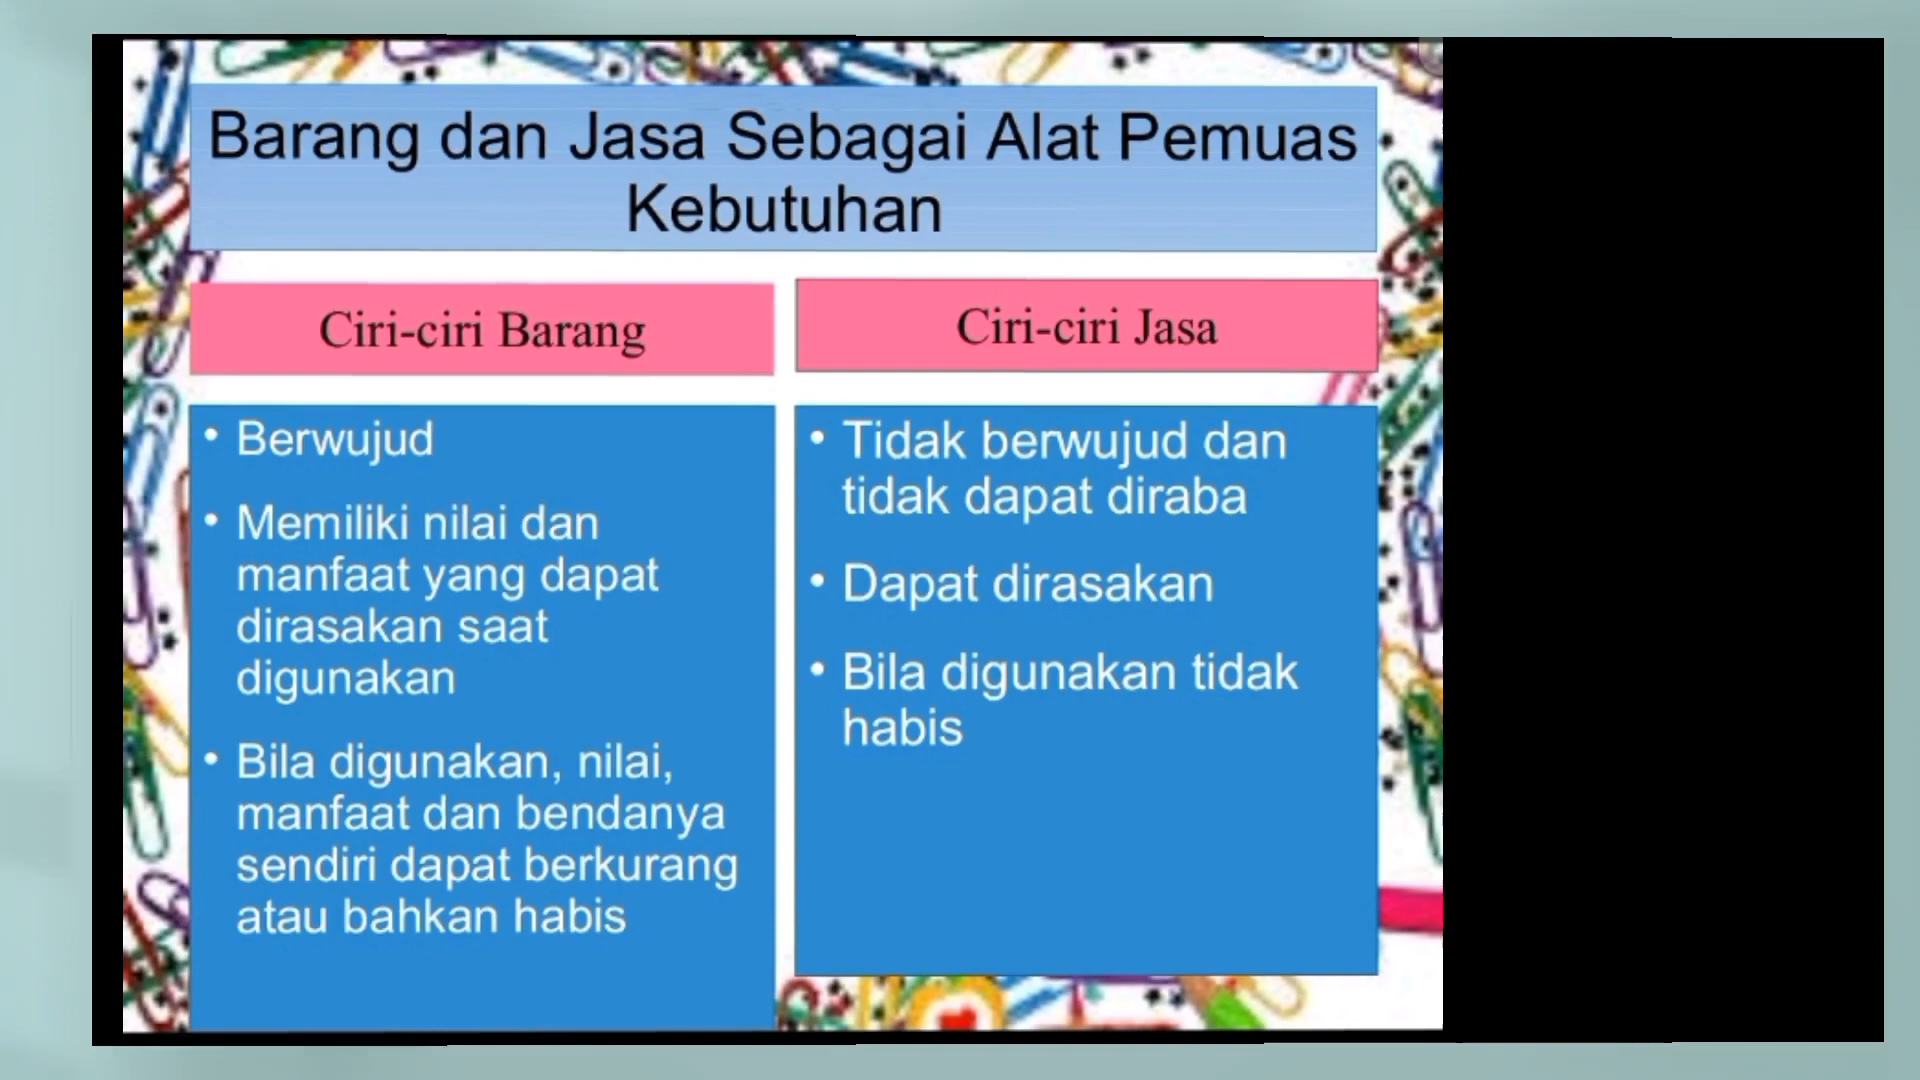 Barang dan Jasa Sebagai Alat Pemuas
Kebutuhan
Ciri-ciri Barang
• Berwujud
• Memiliki nilai dan
manfaat yang dapat
dirasakan saat
digunakan
• Bila digunakan, nilai,
manfaat dan bendanya
sendiri dapat berkurang
atau bahkan habis
Ciri-ciri Jasa
• Tidak berwujud dan
tidak dapat diraba
• Dapat dirasakan
• Bila digunakan tidak
habis